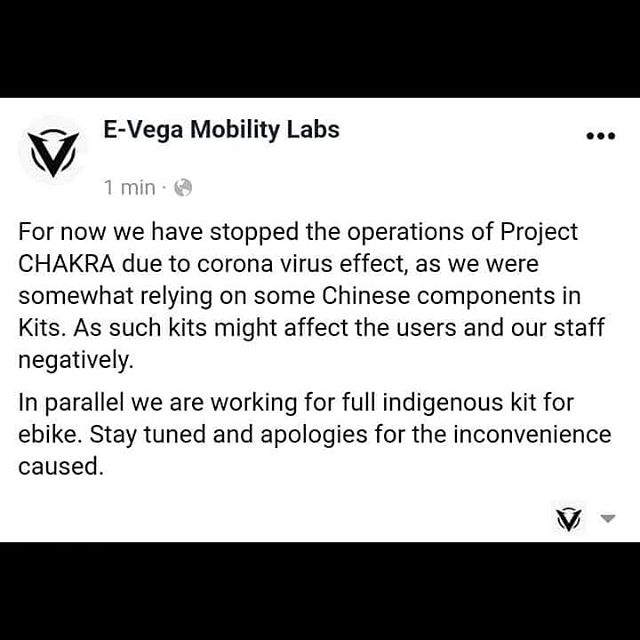 E-Vega Mobility Labs
1 min ·
For now we have stopped the operations of Project
CHAKRA due to corona virus effect, as we were
somewhat relying on some Chinese components in
Kits. As such kits might affect the users and our staff
negatively.
In parallel we are working for full indigenous kit for
ebike. Stay tuned and apologies for the inconvenience
caused.